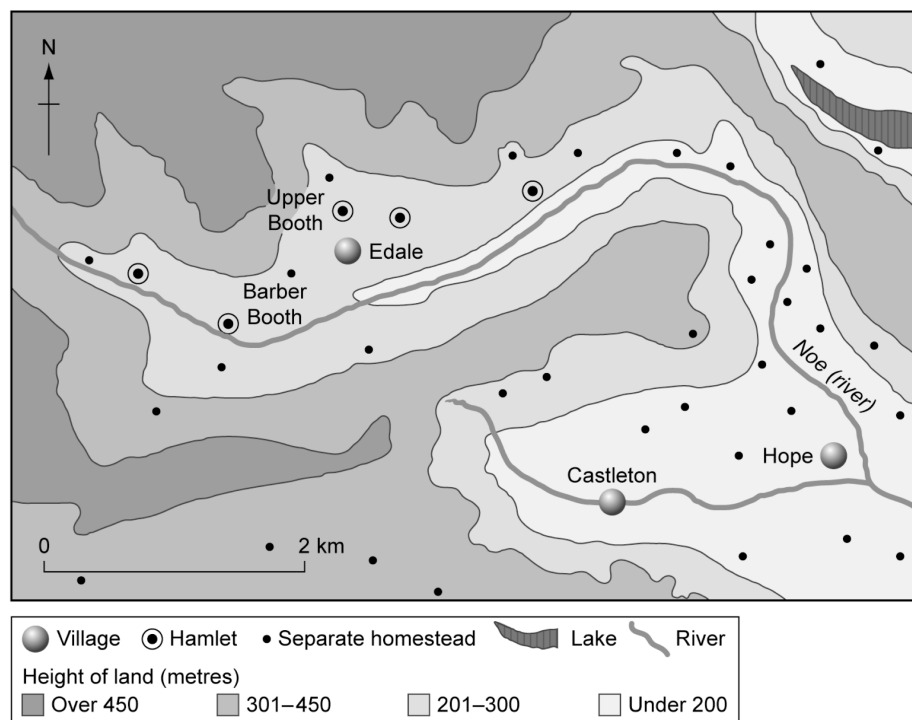 N
Upper
Booth
Edale
Barber
Booth
Noe (river)
Hope
Castleton
0 2 km
Village Hamlet Separate homestead Lake River
Height of land (metres)
Over 450 301–450 201–300 Under 200